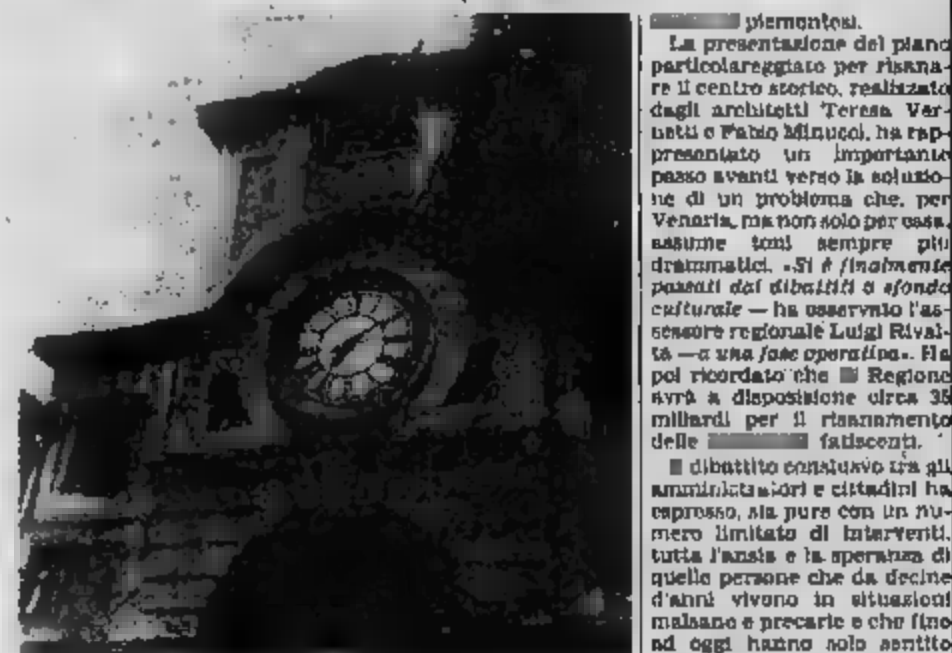 piemontesi.
La presentazione del piano
particolareggiato per risana-
re il centro storico, realizzato
dagli architetti Teresa Ver-
netti e Fabio Minucci, ha rap-
presentato un importante
passo avanti verso la soluzio-
ne di un problema che, per
Venaria, ma non solo per essa,
assume toni sempre più
drammatici. «Si è finalmente
passati dai dibattiti a sfondo
culturale — ha osservato l'as-
sessore regionale Luigi Rival-
ta — a una fase operativa». Ha
poi ricordato che Regione
avrà a disposizione circa 35
miliardi per il risanamento
delle fatiscenti.
dibattito conclusivo tra gli
amministratori e cittadini ha
espresso, sia pure con un nu-
mero limitato di interventi,
tutta l'ansia e la speranza di
quelle persone che da decine
d'anni vivono in situazioni
malsane e precarie e che fino
ad oggi hanno solo sentito